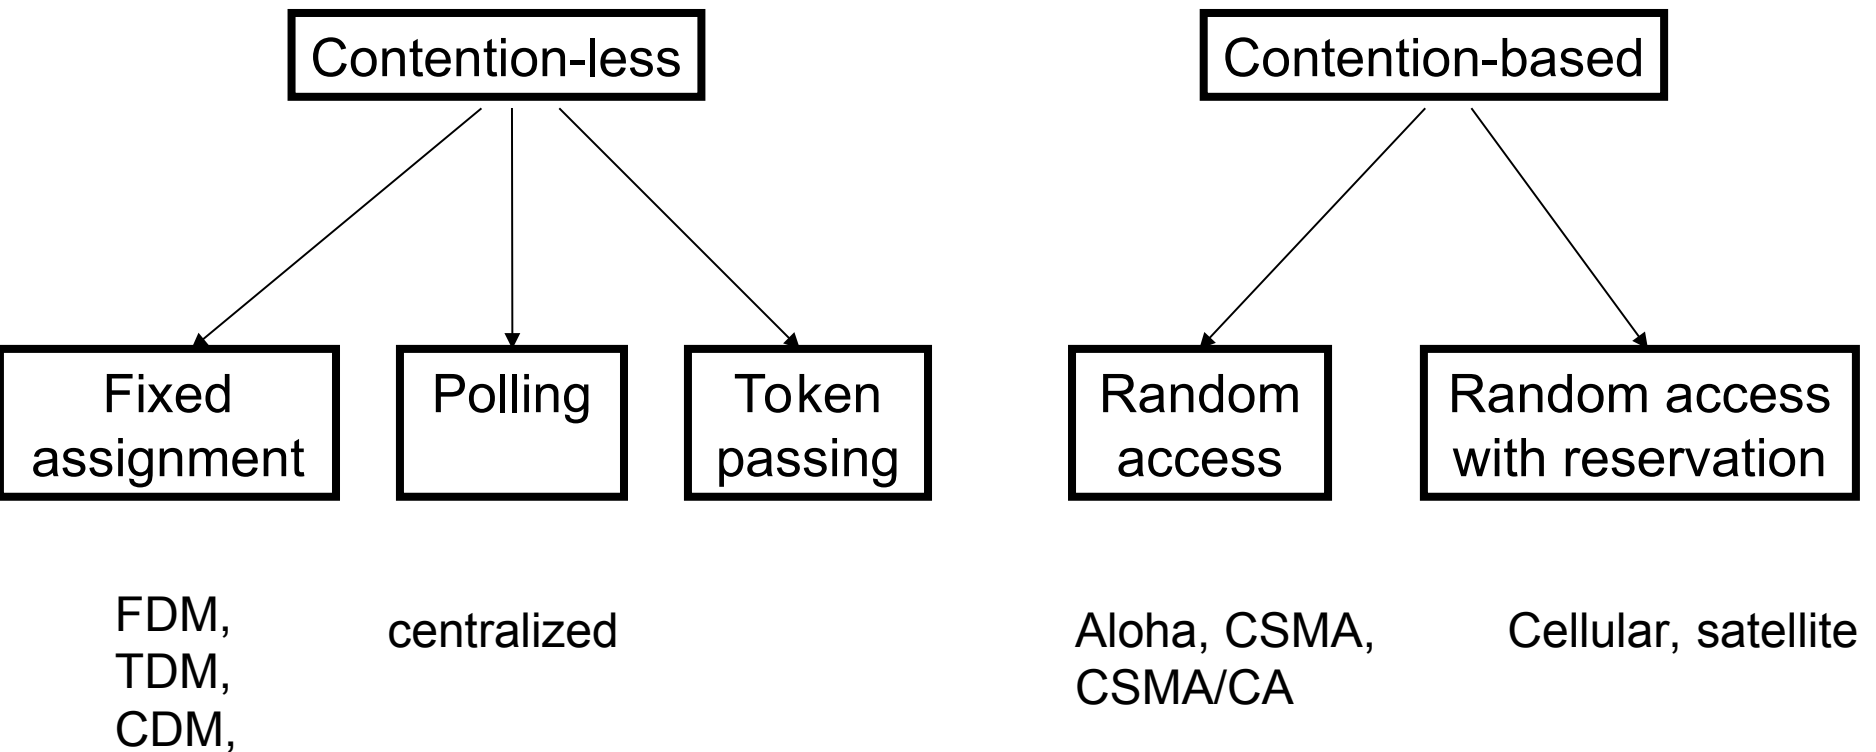 Contention-less
Contention-based
Fixed
assignment
Polling
Token
passing
Random
access
Random access
with reservation
FDM,
TDM,
CDM,
centralized
Aloha, CSMA,
CSMA/CA
Cellular, satellite